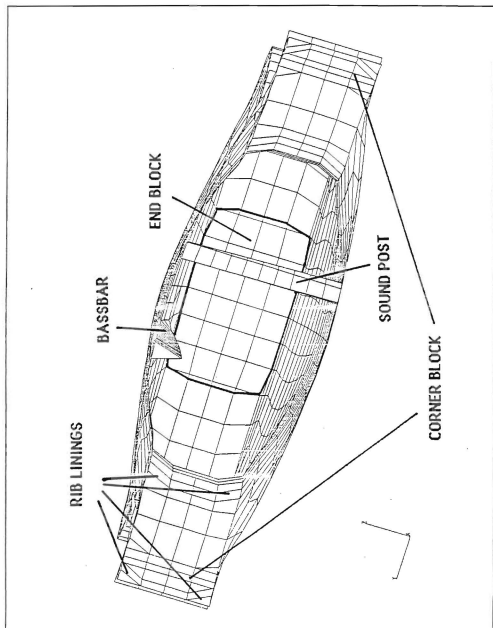 RIB LININGS
BASSBAR
END BLOCK
SOUND POST
CORNER BLOCK